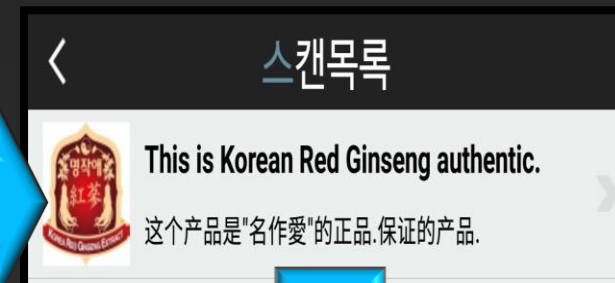 스캔목록
This is Korean Red Ginseng authentic.
这个产品是"名作愛"的正品.保证的产品.
명작애
紅蔘
KOREA RED GINSENG EXTRACT